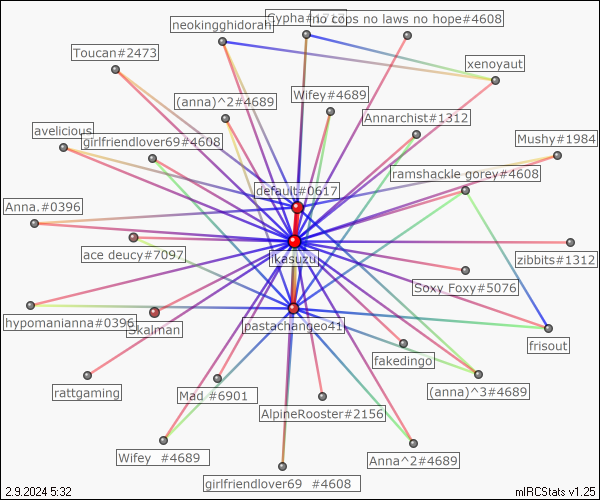 neokingghidorah
Cypha#1717
no cops no laws no hope#4608
Toucan#2473
xenoyaut
(anna)^2#4689
Wifey#4689
Annarchist#1312
avelicious
girlfriendlover69#4608
Mushy#1984
ramshackle gorey#4608
default#0617
Anna.#0396
ace deucy#7097
ikasuzu
zibbits#1312
Soxy Foxy#5076
hypomanianna#0396
Skalman
pastachangeo41
frisout
fakedingo
rattgaming
Mad #6901
(anna)^3#4689
AlpineRooster#2156
Wifey  #4689
Anna^2#4689
girlfriendlover69  #4608
2.9.2024 5:32
mIRCStats v1.25